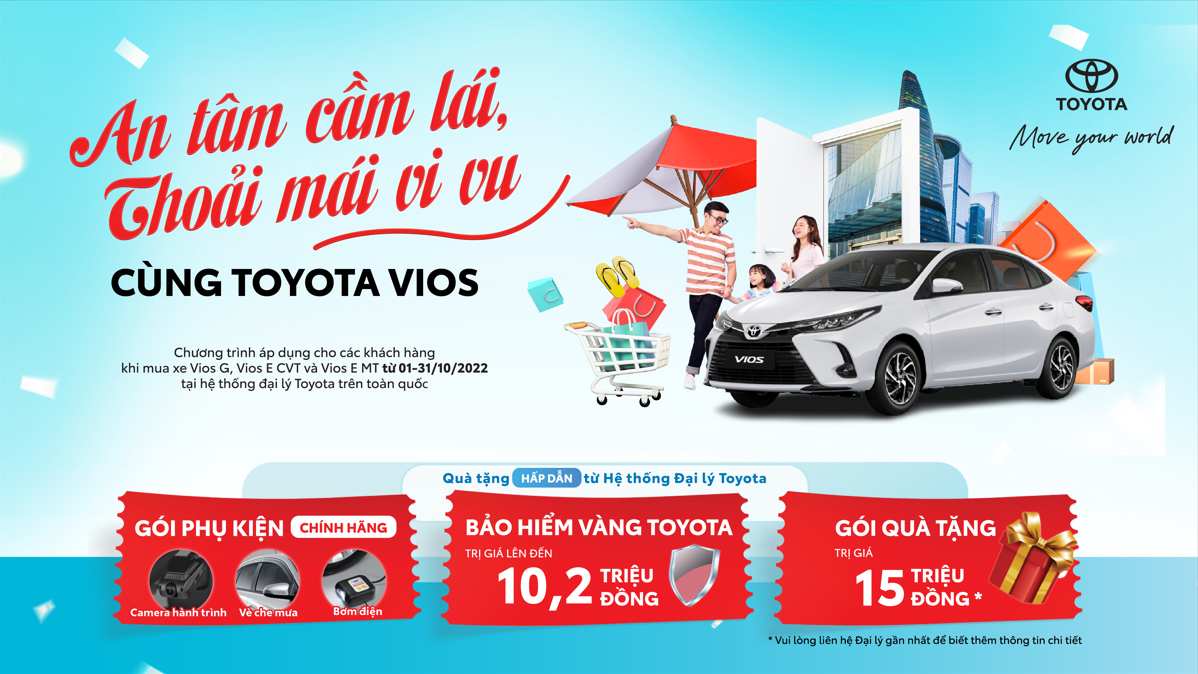 TOYOTA
Move your world
An tâm cầm lái,
Thoải mái vi vu
CÙNG TOYOTA VIOS
Chương trình áp dụng cho các khách hàng
khi mua xe Vios G, Vios E CVT và Vios E MT từ 01-31/10/2022
tại hệ thống đại lý Toyota trên toàn quốc
VIOS
Quà tặng HẤP DẪN từ Hệ thống Đại lý Toyota
GÓI PHỤ KIỆN CHÍNH HÃNG
Camera hành trình
Vè che mưa
Bơm điện
BẢO HIỂM VÀNG TOYOTA
TRỊ GIÁ LÊN ĐẾN
10,2 TRIỆU ĐỒNG
GÓI QUÀ TẶNG
TRỊ GIÁ
15 TRIỆU ĐỒNG *
* Vui lòng liên hệ Đại lý gần nhất để biết thêm thông tin chi tiết